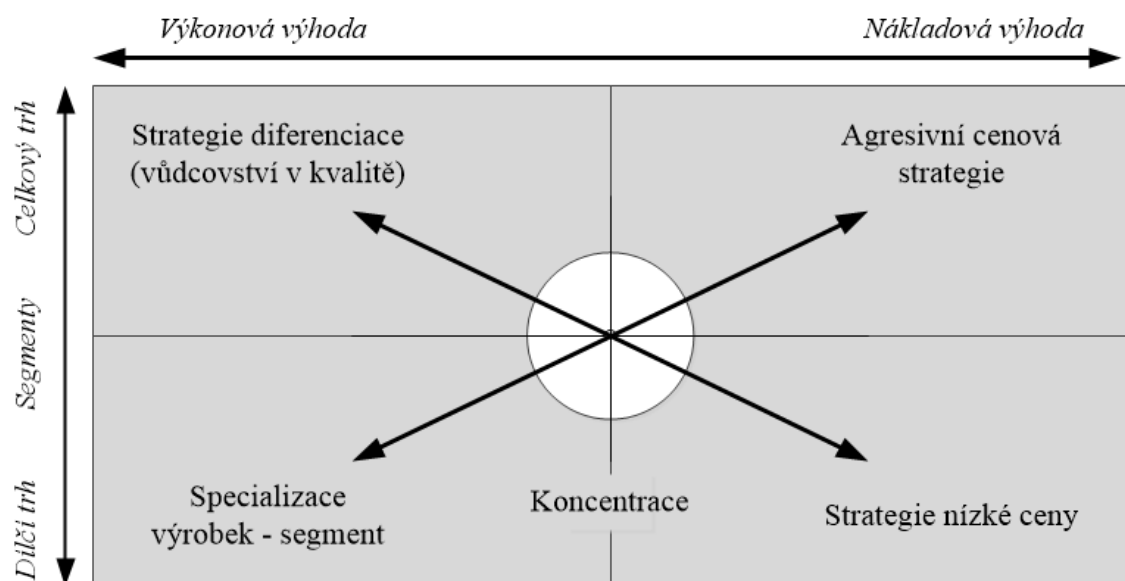 Výkonová výhoda
Nákladová výhoda
Celkový trh
Segmenty
Dílčí trh
Strategie diferenciace
(vůdcovství v kvalitě)
Agresivní cenová
strategie
Specializace
výrobek - segment
Koncentrace
Strategie nízké ceny